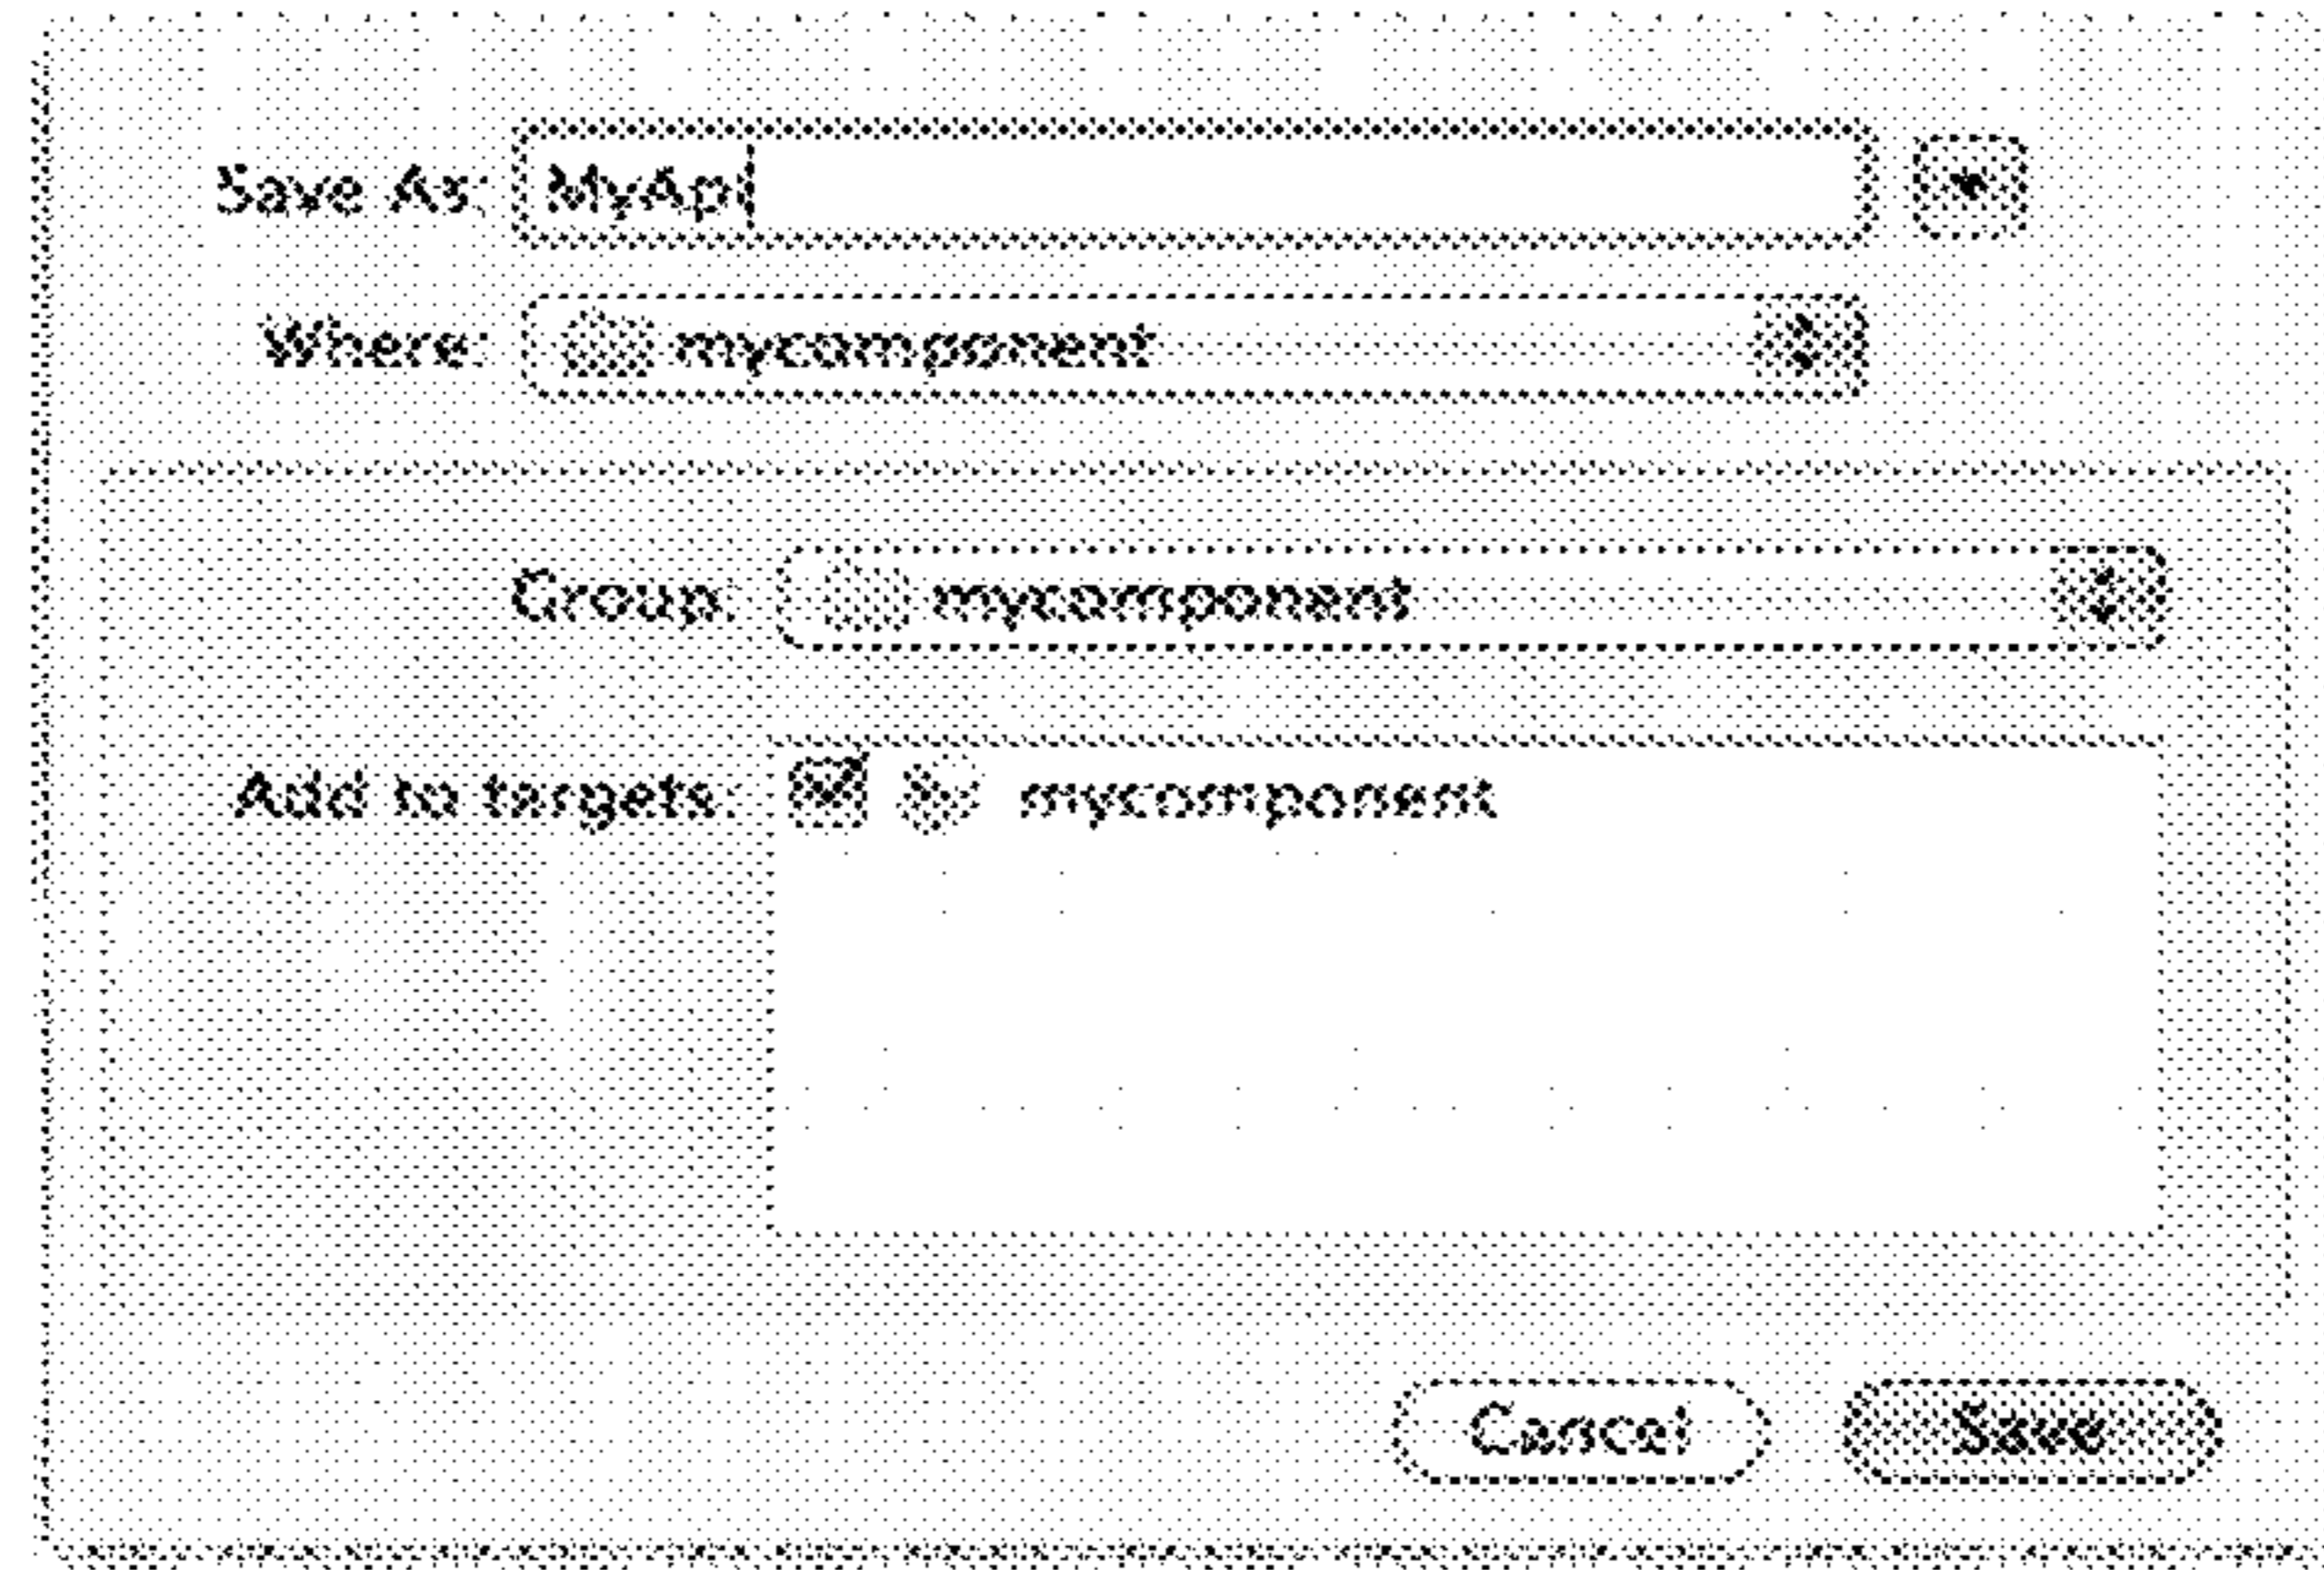 Save As: MyApi
Where: mycomponent
Group: mycomponent
Add to targets: mycomponent
Cancel Save